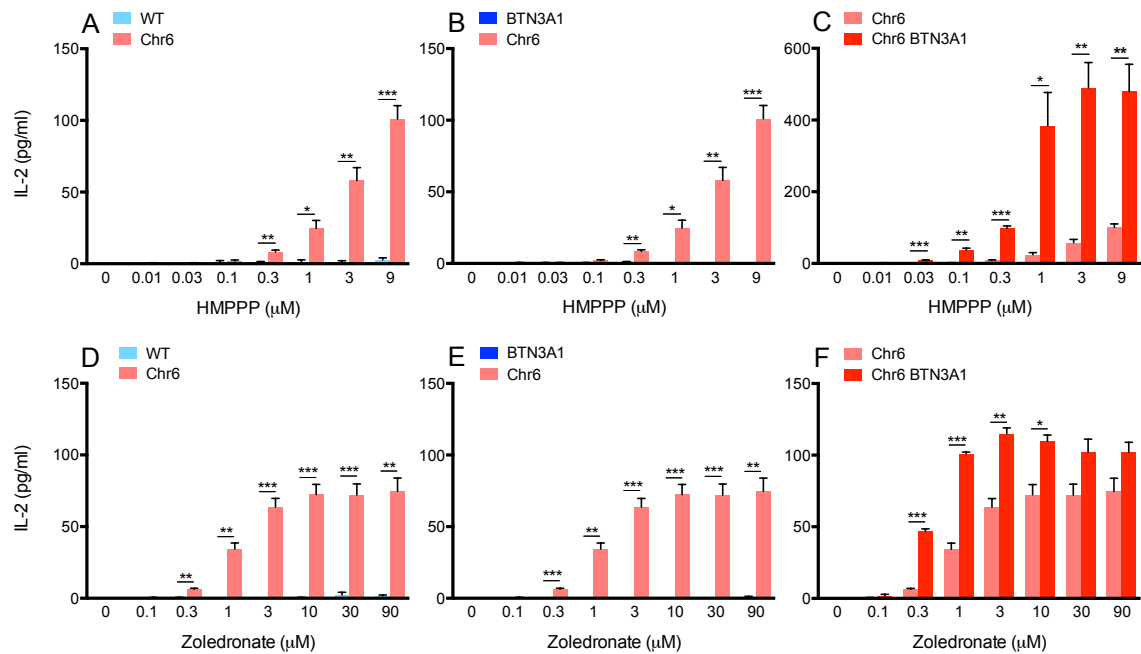 A
WT
Chr6
150
100
50
0
IL-2 (pg/ml)
** * ** ***
0 0.01 0.03 0.1 0.3 1 3 9
HMPPP (μM)
B
BTN3A1
Chr6
150
100
50
0
** * ** ***
0 0.01 0.03 0.1 0.3 1 3 9
HMPPP (μM)
C
Chr6
Chr6 BTN3A1
600
400
200
0
*** ** *** * ** **
0 0.01 0.03 0.1 0.3 1 3 9
HMPPP (μM)
D
WT
Chr6
150
100
50
0
IL-2 (pg/ml)
** ** *** *** *** **
0 0.1 0.3 1 3 10 30 90
Zoledronate (μM)
E
BTN3A1
Chr6
150
100
50
0
*** ** *** *** *** **
0 0.1 0.3 1 3 10 30 90
Zoledronate (μM)
F
Chr6
Chr6 BTN3A1
150
100
50
0
*** *** ** *
0 0.1 0.3 1 3 10 30 90
Zoledronate (μM)